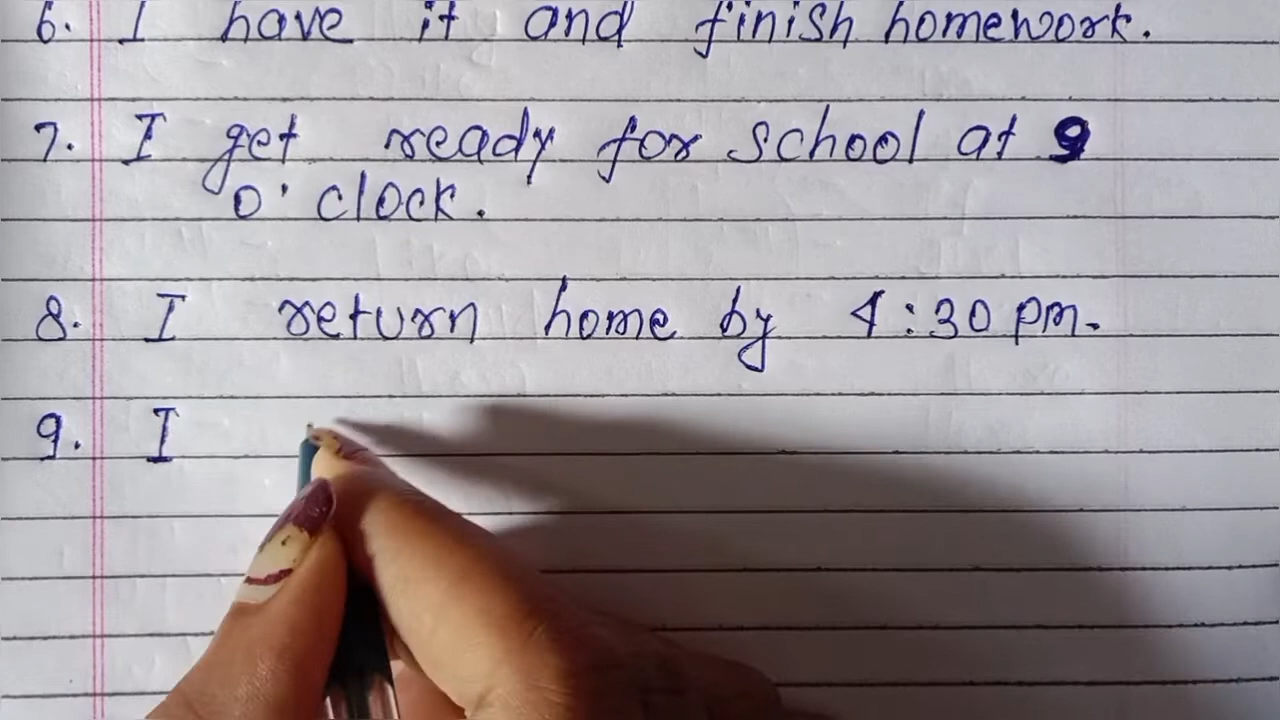 6. I have it and finish homework.
7. I get ready for school at 9
o'clock.
8. I return home by 4:30 pm.
9. I